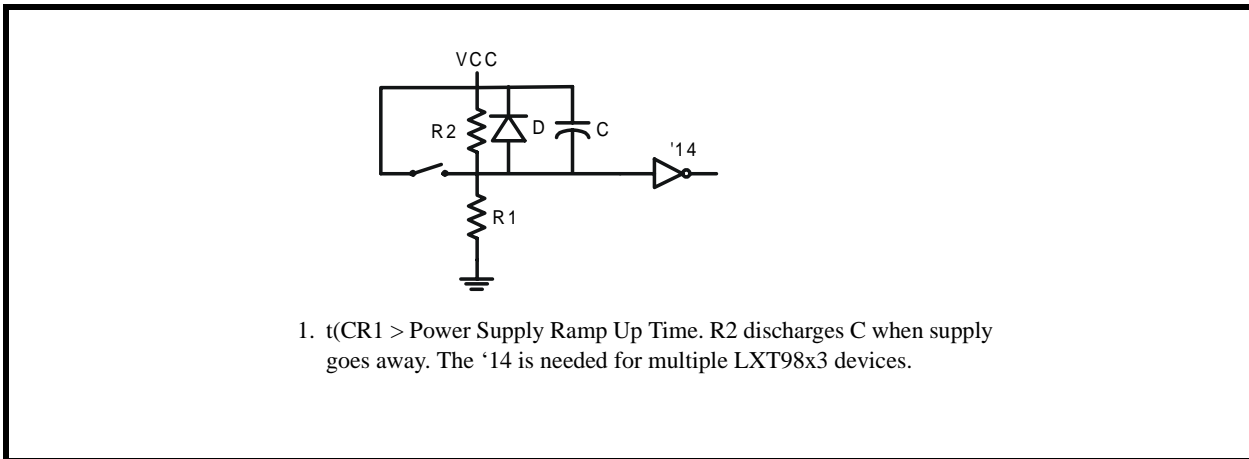 VCC
R2
D
C
'14
R1
1. t(CR1 > Power Supply Ramp Up Time. R2 discharges C when supply
goes away. The ‘14 is needed for multiple LXT98x3 devices.